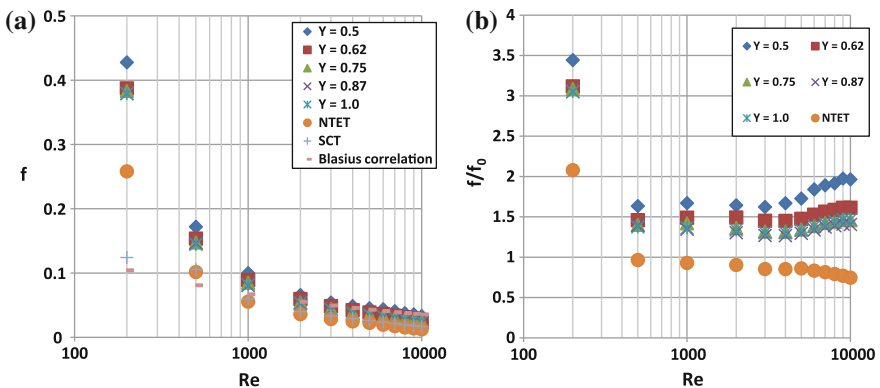 (a)
0.5
0.4
0.3
0.2
0.1
0
f
100
1000
10000
Re
Y = 0.5
Y = 0.62
Y = 0.75
Y = 0.87
Y = 1.0
NTET
SCT
Blasius correlation
(b)
4
3.5
3
2.5
2
1.5
1
0.5
0
f/f0
100
1000
10000
Re
Y = 0.5
Y = 0.62
Y = 0.75
Y = 0.87
Y = 1.0
NTET